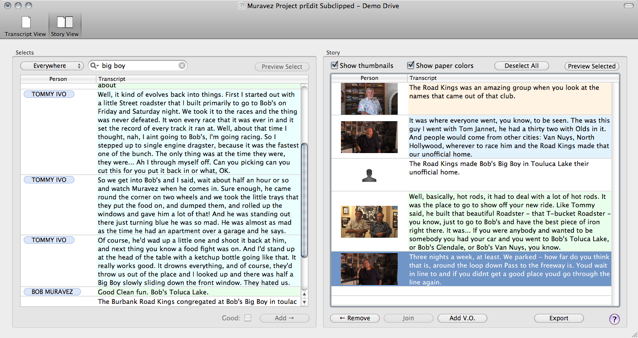 Muravez Project prEdit Subclipped - Demo Drive
Transcript View
Story View
Selects
Everywhere
big boy
Preview Select
Person
Transcript
about
TOMMY IVO
Well, it kind of evolves back into things. First I started out with
a little Street roadster that I built primarily to go to Bob's on
Friday and Saturday night. We took it to the races and the thing
was never defeated. It won every race that it was ever in and it
set the record of every track it ran at. Well, about that time I
thought, nah, I aint going to Bob's, I'm going racing. So I
stepped up to single engine dragster, because it was the fastest
one of the bunch. The only thing was at the time they were,
they were... Ah I through myself off. Can you picking can you
cut this for you put it back in or what, OK.
TOMMY IVO
So we get into Bob's and I said, wait about half an hour or so
and watch Muravez when he comes in. Sure enough, he came
round the corner on two wheels and we took the little trays that
they put the food on, and dumped them, and rolled up the
windows and gave him a lot of that! And he was standing out
there just turning blue he was so mad. He was almost as mad
as the time he had an apartment over a garage and he says.
TOMMY IVO
Of course, he'd wad up a little one and shoot it back at him,
and next thing you know a food fight was on. And I'd stand up
at the head of the table with a ketchup bottle going like that. It
really works good. It drowns everything, and of course, they'd
throw us out of the place and I looked up and there was half a
Big Boy slowly sliding down the front window. They hated us.
BOB MURAVEZ
Good Clean fun. Bob's Toluca Lake.
The Burbank Road Kings congregated at Bob's Big Boy in toulac
Good:
Add →
Story
Show thumbnails
Show paper colors
Deselect All
Preview Selected
Person
Transcript
The Road Kings was an amazing group when you look at the
names that came out of that club.
It was where everyone went, you know, to be seen. The was this
guy I went with Tom Jannet, he had a thirty two with Olds in it.
And people would come from other cities: Van Nuys, North
Hollywood, wherever to race from the work that made that
our unofficial home.
The Road Kings made Bob's Big Boy in Touluca Lake their
unofficial home.
Well, basically, hot rods, it had to deal with a lot of hot rods. It
was the place to go to show off your new ride. Like Tommy
said, he built that beautiful Roadster - that T-bucket Roadster -
you know, just to go to Bob's and have the best piece of iron
right there. It was... If you were anybody and wanted to be
somebody you had your car and you went to Bob's Toluca Lake,
or Bob's Glendale, or Bob's Van Nuys, you know.
Three nights a week, at least. We parked - how far do you think
that is, around the loop down Pass to the freeway is. Youd wait
in line to and if you didnt get a good place youd go through the
line again.
← Remove
Join
Add V.O.
Export
?